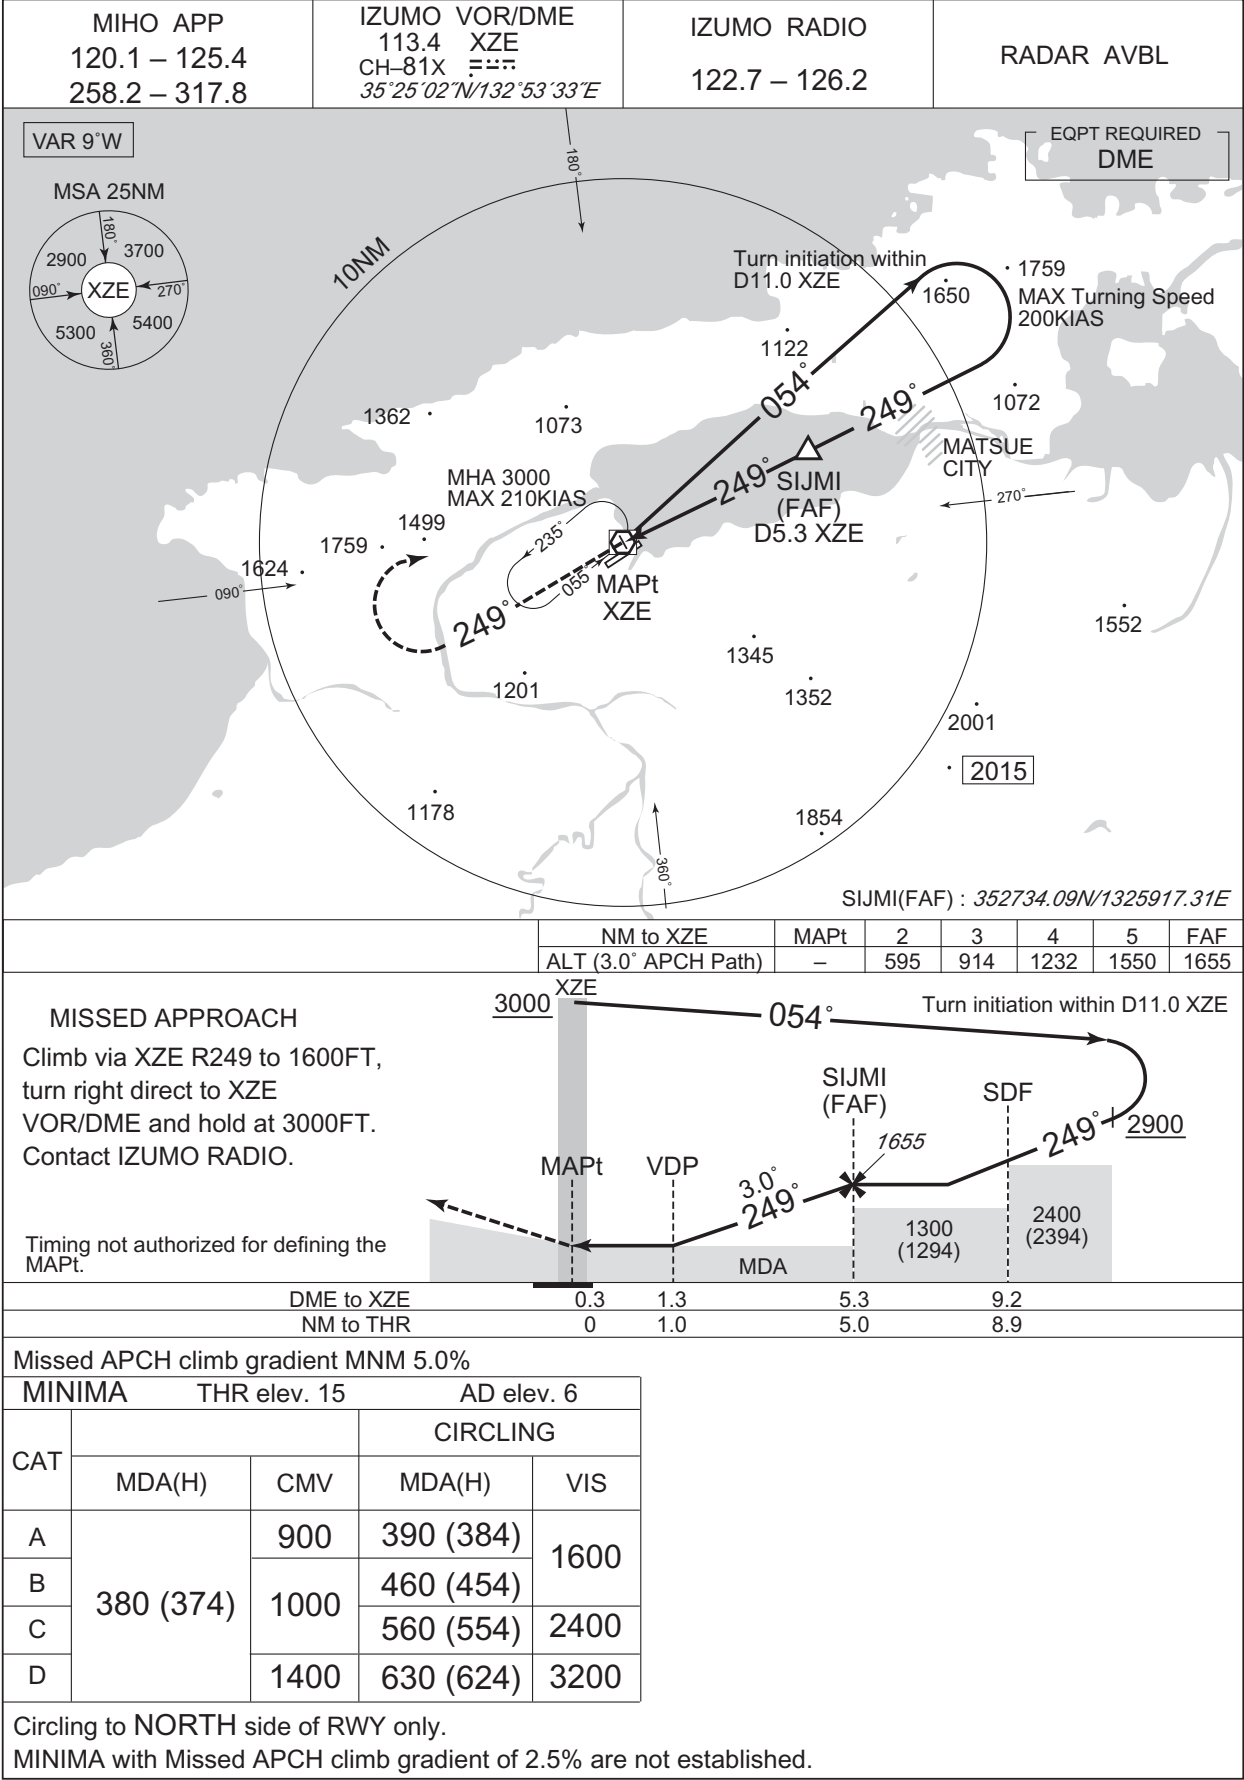 MIHO APP
120.1 – 125.4
258.2 – 317.8
IZUMO VOR/DME
113.4 XZE
CH–81X
35°25´02˝N/132°53´33˝E
IZUMO RADIO
122.7 – 126.2
RADAR AVBL
VAR 9°W
EQPT REQUIRED
DME
MSA 25NM
180°
2900 3700
090° XZE 270°
5300 5400
360°
180°
10NM
Turn initiation within
D11.0 XZE
1650
1759
MAX Turning Speed
200KIAS
1122
054°
249°
1072
1362
1073
MATSUE
CITY
MHA 3000
MAX 210KIAS
249°
SIJMI
(FAF)
D5.3 XZE
270°
1499
235°
1759
1624
090°
055°
MAPt
XZE
249°
1552
1345
1201
1352
2001
2015
1178
1854
360°
SIJMI(FAF) : 352734.09N/1325917.31E
NM to XZE MAPt 2 3 4 5 FAF
ALT (3.0° APCH Path) – 595 914 1232 1550 1655
MISSED APPROACH
Climb via XZE R249 to 1600FT,
turn right direct to XZE
VOR/DME and hold at 3000FT.
Contact IZUMO RADIO.
Timing not authorized for defining the
MAPt.
XZE
3000
054°
Turn initiation within D11.0 XZE
SIJMI
(FAF)
SDF
249°
2900
1655
MAPt
VDP
3.0°
249°
1300
(1294)
2400
(2394)
MDA
DME to XZE 0.3 1.3 5.3 9.2
NM to THR 0 1.0 5.0 8.9
Missed APCH climb gradient MNM 5.0%
MINIMA THR elev. 15 AD elev. 6
CAT
CIRCLING
MDA(H) CMV MDA(H) VIS
A 900 390 (384)
1600
B 460 (454)
380 (374) 1000
C 560 (554) 2400
D 1400 630 (624) 3200
Circling to NORTH side of RWY only.
MINIMA with Missed APCH climb gradient of 2.5% are not established.